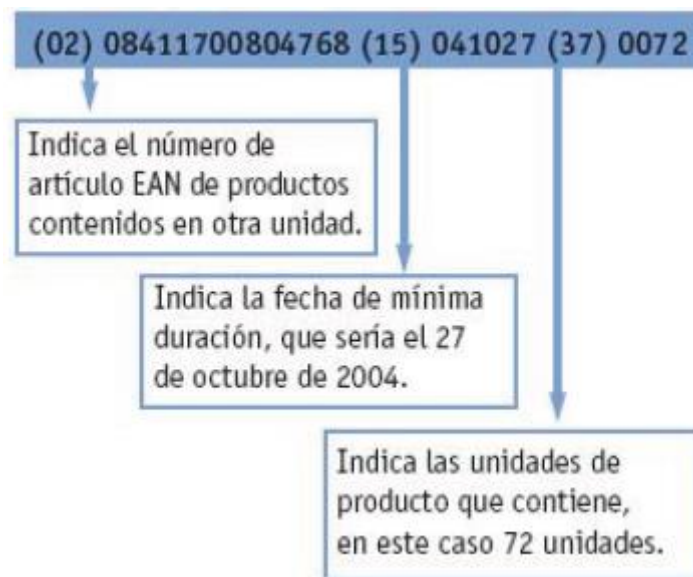 (02) 08411700804768 (15) 041027 (37) 0072
Indica el número de
artículo EAN de productos
contenidos en otra unidad.
Indica la fecha de mínima
duración, que sería el 27
de octubre de 2004.
Indica las unidades de
producto que contiene,
en este caso 72 unidades.